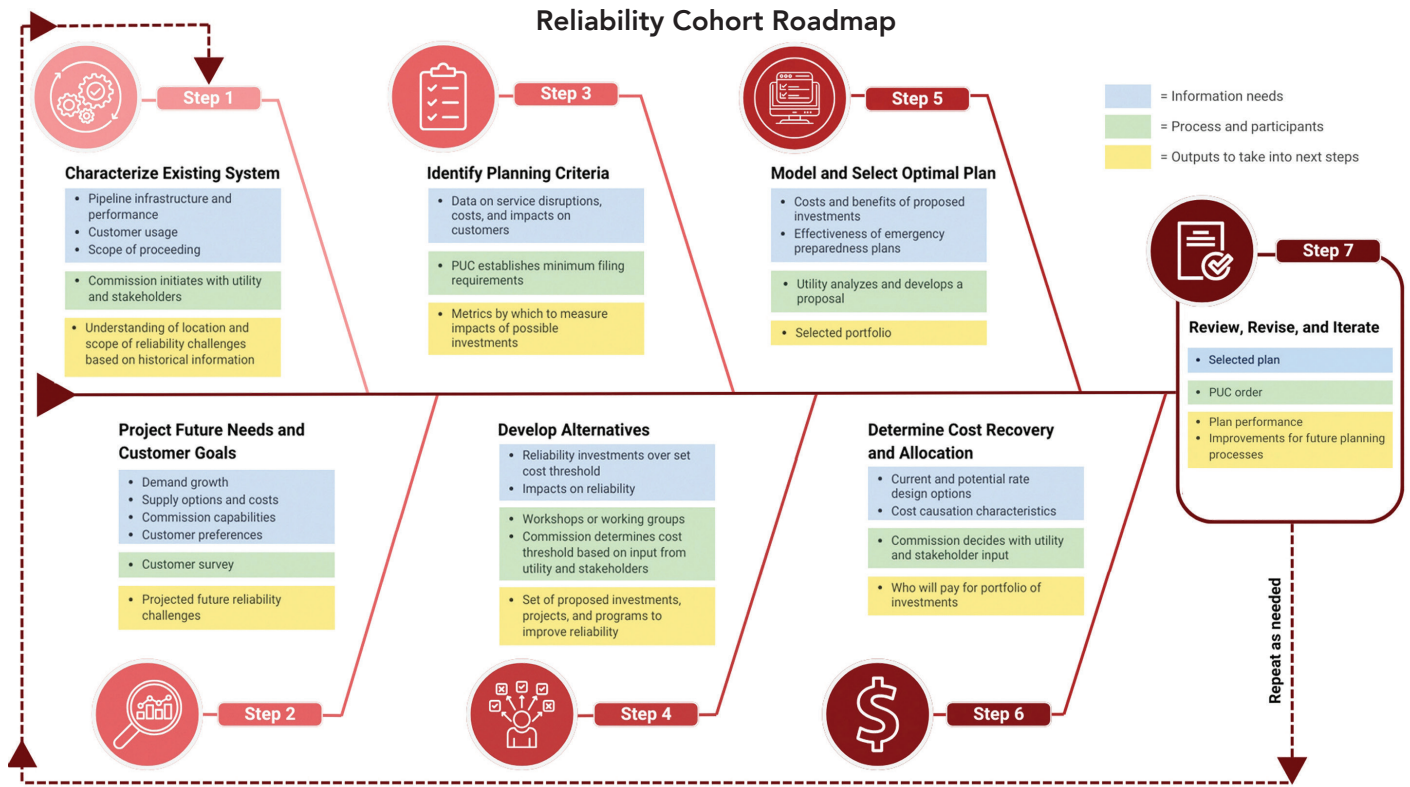 Reliability Cohort Roadmap
Step 1
Characterize Existing System
• Pipeline infrastructure and
performance
• Customer usage
• Scope of proceeding
• Commission initiates with utility
and stakeholders
• Understanding of location and
scope of reliability challenges
based on historical information
Step 3
Identify Planning Criteria
• Data on service disruptions,
costs, and impacts on
customers
• PUC establishes minimum filing
requirements
• Metrics by which to measure
impacts of possible
investments
Step 5
Model and Select Optimal Plan
• Costs and benefits of proposed
investments
• Effectiveness of emergency
preparedness plans
• Utility analyzes and develops a
proposal
• Selected portfolio
= Information needs
= Process and participants
= Outputs to take into next steps
Step 7
Review, Revise, and Iterate
• Selected plan
• PUC order
• Plan performance
• Improvements for future planning
processes
Project Future Needs and
Customer Goals
• Demand growth
• Supply options and costs
• Commission capabilities
• Customer preferences
• Customer survey
• Projected future reliability
challenges
Step 2
Develop Alternatives
• Reliability investments over set
cost threshold
• Impacts on reliability
• Workshops or working groups
• Commission determines cost
threshold based on input from
utility and stakeholders
• Set of proposed investments,
projects, and programs to
improve reliability
Step 4
Determine Cost Recovery
and Allocation
• Current and potential rate
design options
• Cost causation characteristics
• Commission decides with utility
and stakeholder input
• Who will pay for portfolio of
investments
$
Step 6
Repeat as needed